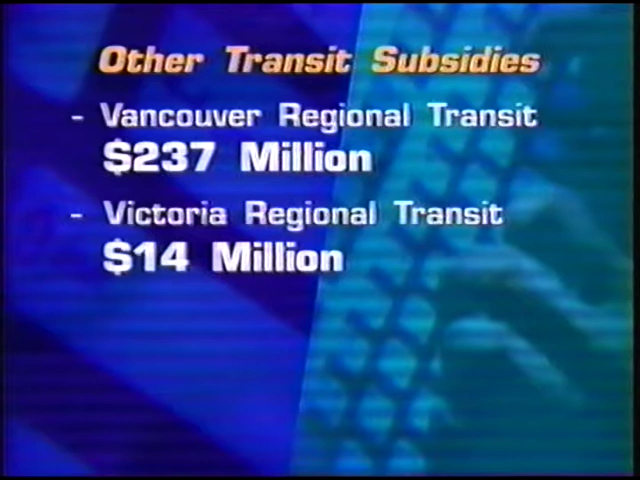 Other Transit Subsidies
- Vancouver Regional Transit
$237 Million
- Victoria Regional Transit
$14 Million